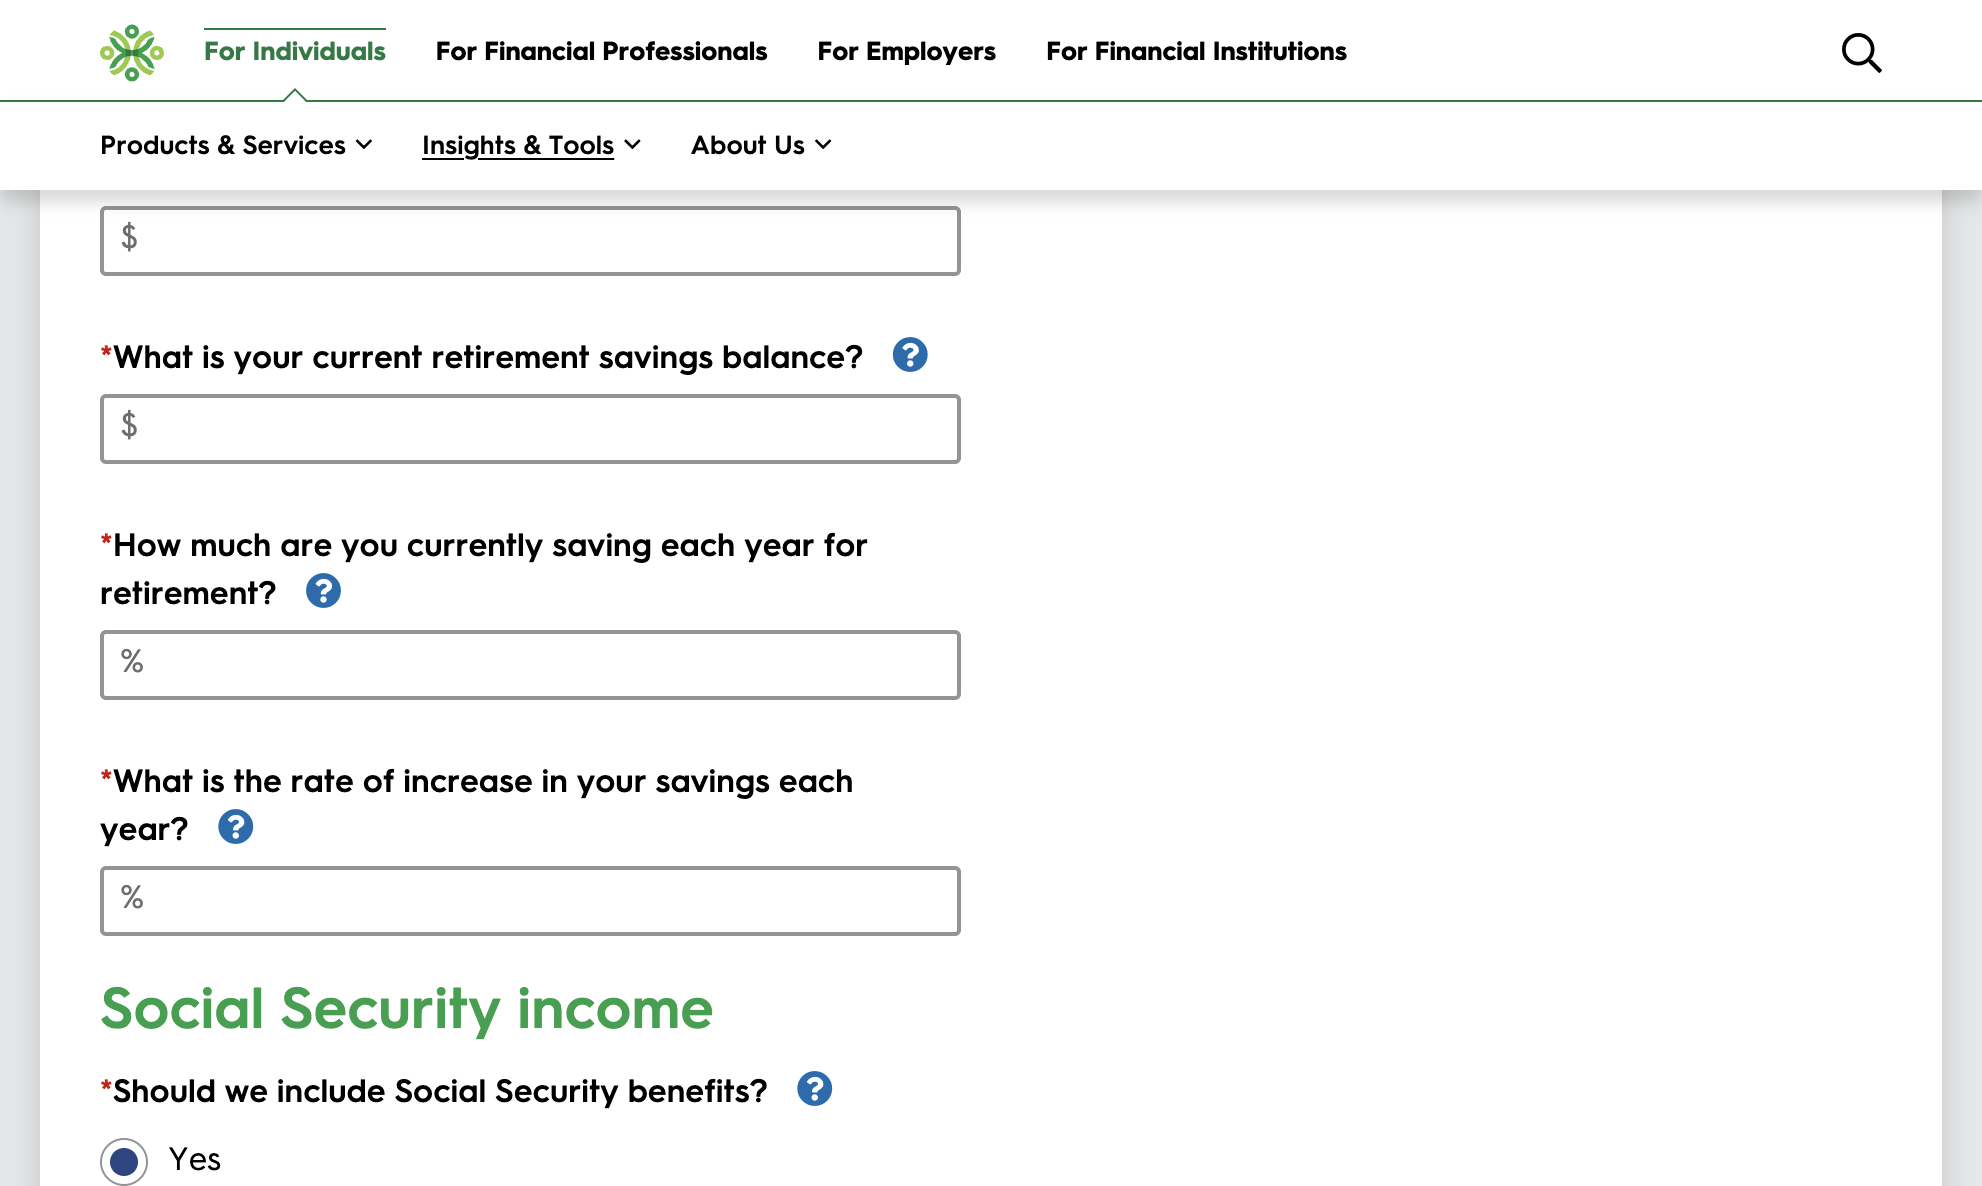 For Individuals For Financial Professionals For Employers For Financial Institutions
Products & Services Insights & Tools About Us
$
*What is your current retirement savings balance? ?
$
*How much are you currently saving each year for
retirement? ?
%
*What is the rate of increase in your savings each
year? ?
%
Social Security income
*Should we include Social Security benefits? ?
Yes